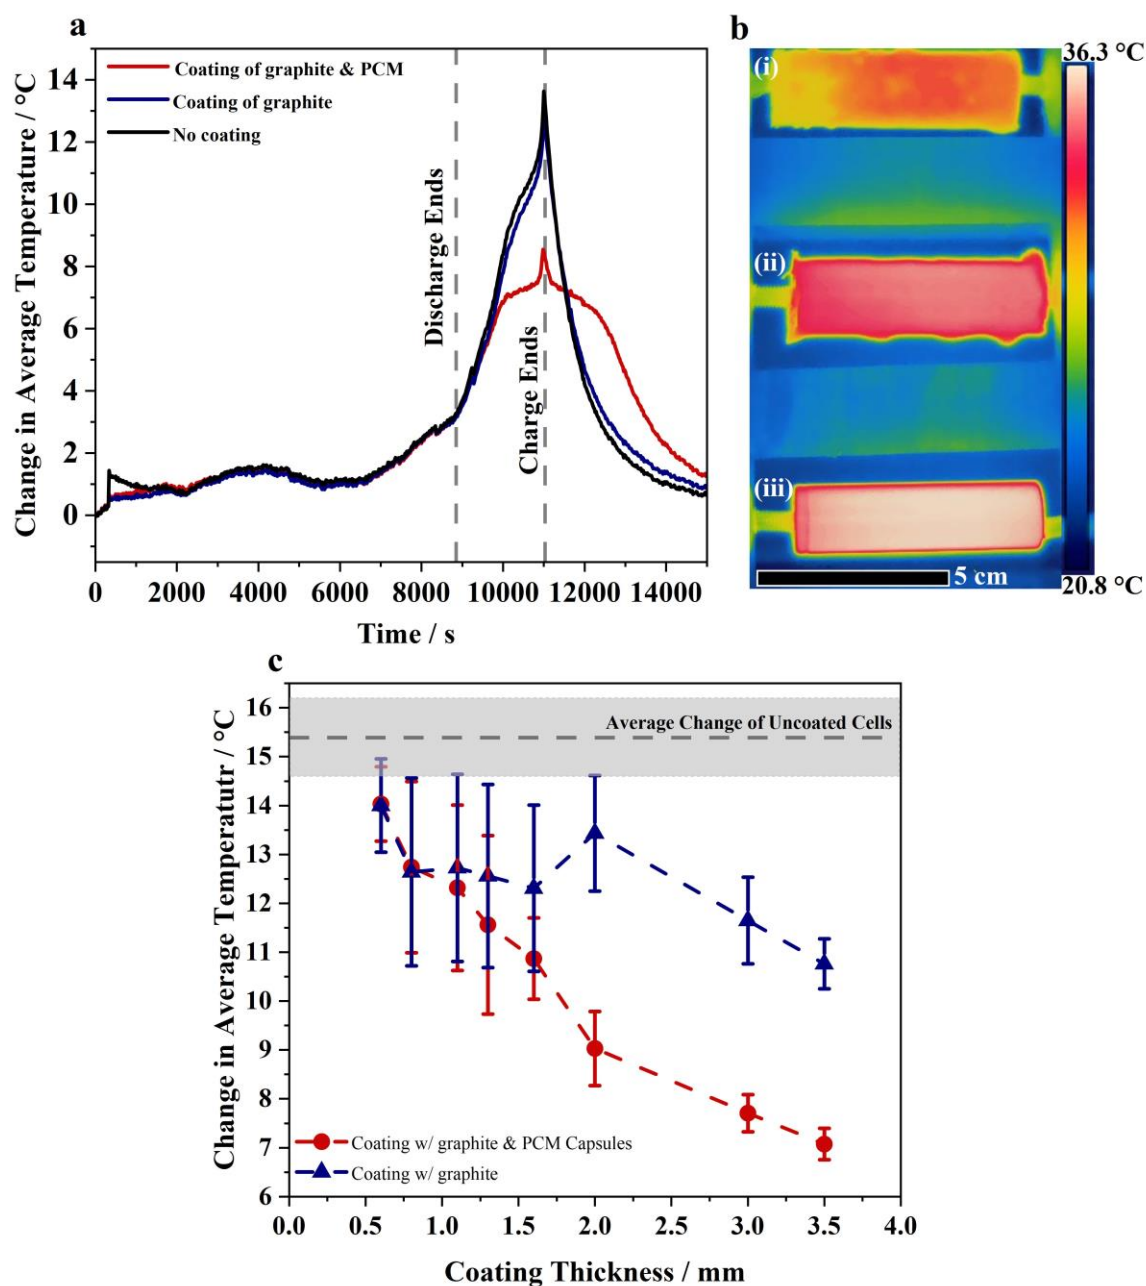 a
Change in Average Temperature / °C
14
12
10
8
6
4
2
0
Coating of graphite & PCM
Coating of graphite
No coating
Discharge Ends
Charge Ends
0 2000 4000 6000 8000 10000 12000 14000
Time / s
b
36.3 °C
(i)
(ii)
(iii)
5 cm
20.8 °C
c
Change in Average Temperatutr / °C
16
15
14
13
12
11
10
9
8
7
6
Average Change of Uncoated Cells
Coating w/ graphite & PCM Capsules
Coating w/ graphite
0.0 0.5 1.0 1.5 2.0 2.5 3.0 3.5 4.0
Coating Thickness / mm